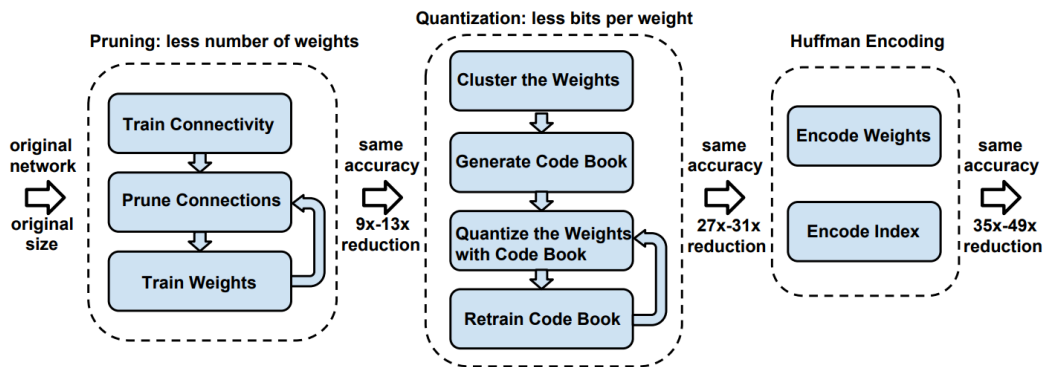 Quantization: less bits per weight
Pruning: less number of weights
Huffman Encoding
original
network
original
size
Train Connectivity
Prune Connections
Train Weights
same
accuracy
9x-13x
reduction
Cluster the Weights
Generate Code Book
Quantize the Weights
with Code Book
Retrain Code Book
same
accuracy
27x-31x
reduction
Encode Weights
Encode Index
same
accuracy
35x-49x
reduction